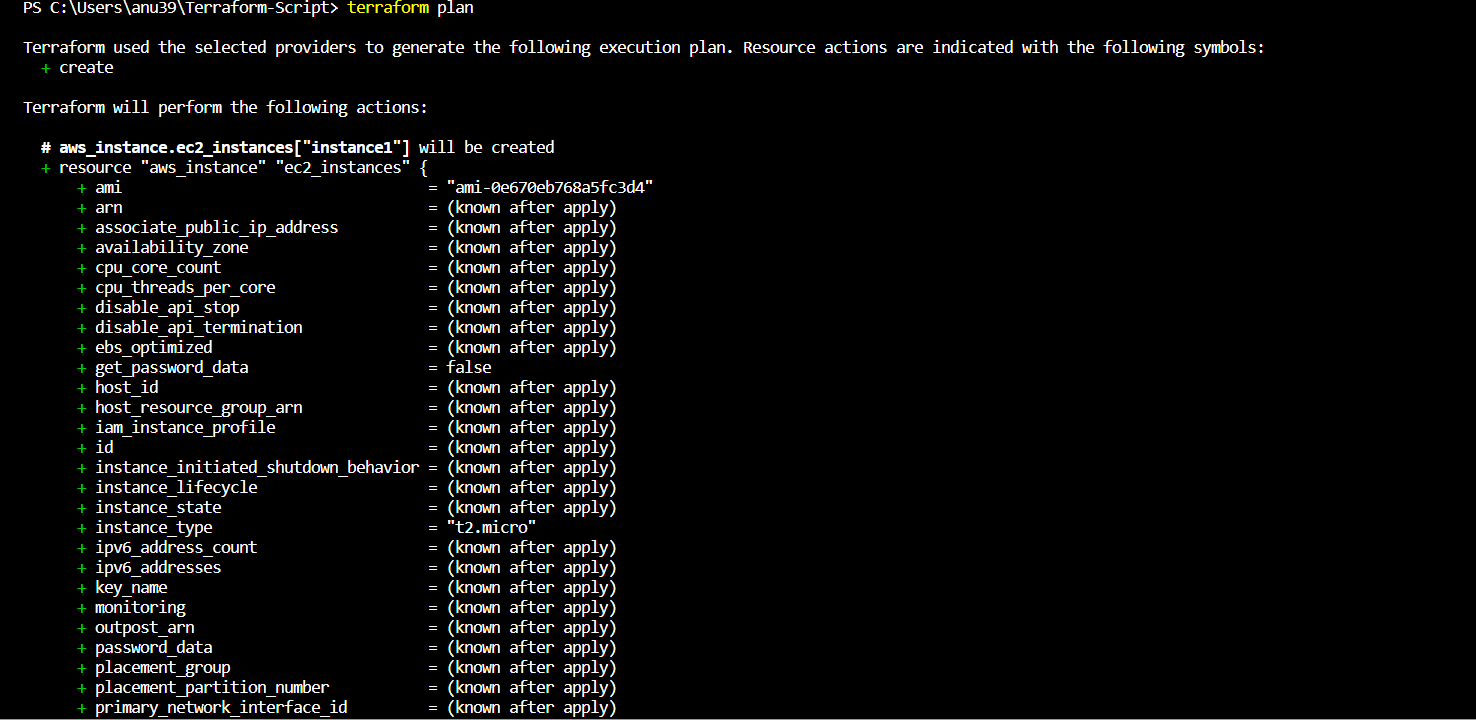 PS C:\Users\anu39\Terraform-Script> terraform plan
Terraform used the selected providers to generate the following execution plan. Resource actions are indicated with the following symbols:
+ create
Terraform will perform the following actions:
# aws_instance.ec2_instances["instance1"] will be created
+ resource "aws_instance" "ec2_instances" {
+ ami = "ami-0e670eb768a5fc3d4"
+ arn = (known after apply)
+ associate_public_ip_address = (known after apply)
+ availability_zone = (known after apply)
+ cpu_core_count = (known after apply)
+ cpu_threads_per_core = (known after apply)
+ disable_api_stop = (known after apply)
+ disable_api_termination = (known after apply)
+ ebs_optimized = (known after apply)
+ get_password_data = false
+ host_id = (known after apply)
+ host_resource_group_arn = (known after apply)
+ iam_instance_profile = (known after apply)
+ id = (known after apply)
+ instance_initiated_shutdown_behavior = (known after apply)
+ instance_lifecycle = (known after apply)
+ instance_state = (known after apply)
+ instance_type = "t2.micro"
+ ipv6_address_count = (known after apply)
+ ipv6_addresses = (known after apply)
+ key_name = (known after apply)
+ monitoring = (known after apply)
+ outpost_arn = (known after apply)
+ password_data = (known after apply)
+ placement_group = (known after apply)
+ placement_partition_number = (known after apply)
+ primary_network_interface_id = (known after apply)